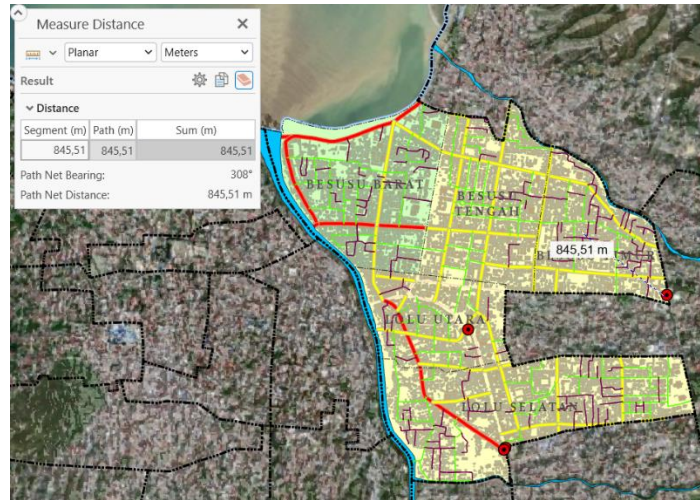 Measure Distance
Planar
Meters
Result
Distance
Segment (m) Path (m) Sum (m)
845,51 845,51 845,51
Path Net Bearing: 308°
Path Net Distance: 845,51 m
BESUSU BARAT
BESUSU
TENGAH
845,51 m
LOLU UTARA
LOLU SELATAN